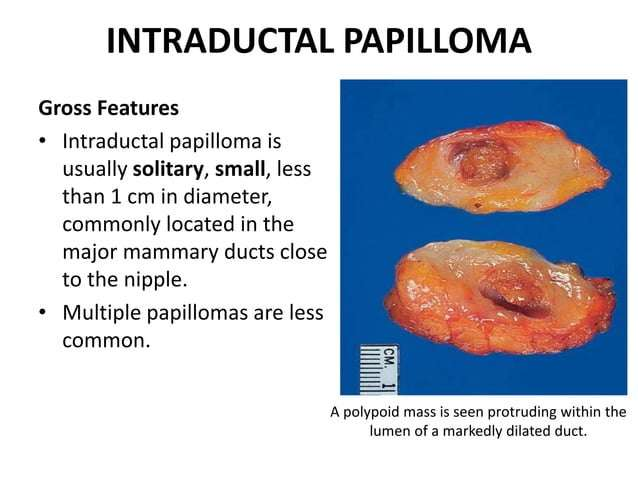 INTRADUCTAL PAPILLOMA
Gross Features
• Intraductal papilloma is
usually solitary, small, less
than 1 cm in diameter,
commonly located in the
major mammary ducts close
to the nipple.
• Multiple papillomas are less
common.
CM. 1
A polypoid mass is seen protruding within the
lumen of a markedly dilated duct.